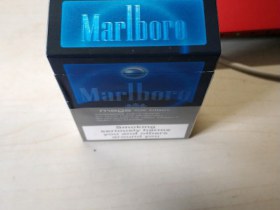 Marlboro
Marlboro
Smoking
seriously harms
you and others
around you